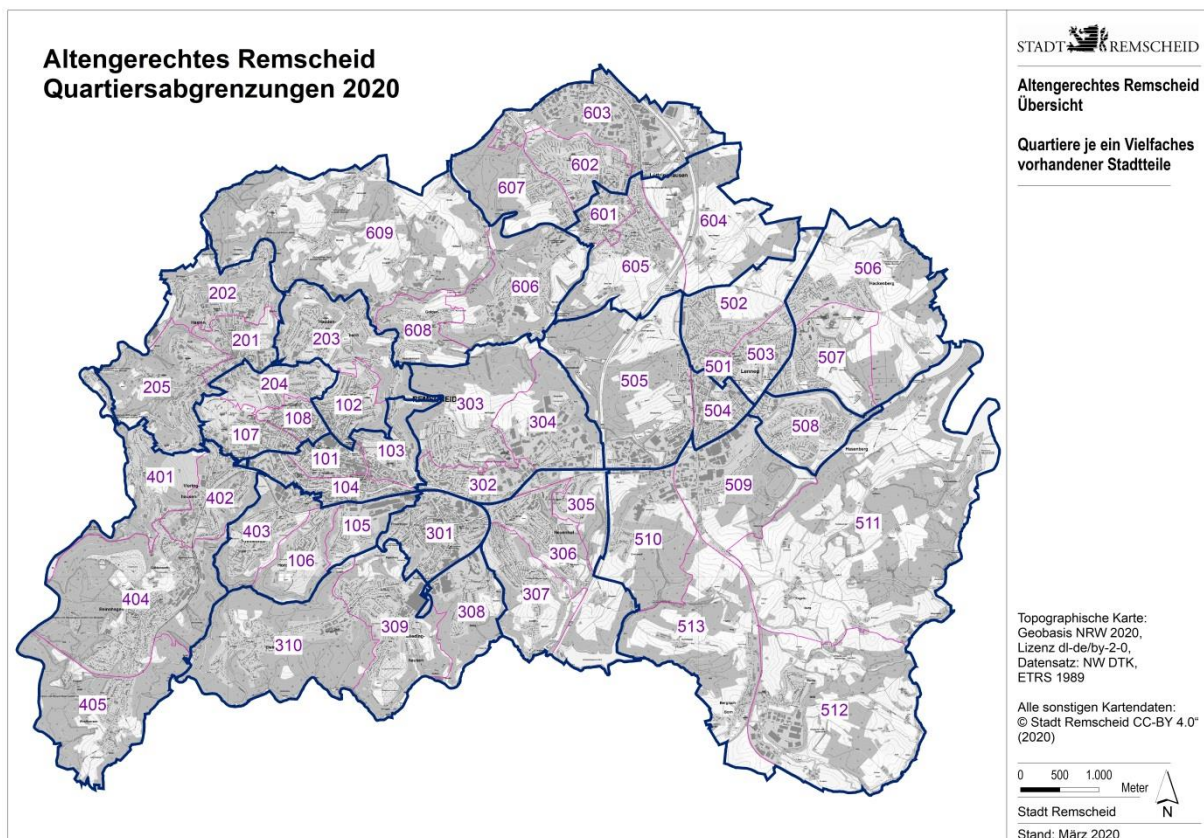 Altengerechtes Remscheid
Quartiersabgrenzungen 2020
603
602
607
601
604
609
605
606
506
Hackenberg
202
502
203
201
608
501
503
507
Lennep
205
204
505
102
303
504
108
304
107
508
Hasenberg
101
103
401
104
302
509
402
305
403
105
301
511
306
510
106
404
307
308
309
513
310
405
512
STADT REMSCHEID
Altengerechtes Remscheid
Übersicht
Quartiere je ein Vielfaches
vorhandener Stadtteile
Topographische Karte:
Geobasis NRW 2020,
Lizenz dl-de/by-2-0,
Datensatz: NW DTK,
ETRS 1989
Alle sonstigen Kartendaten:
© Stadt Remscheid CC-BY 4.0“
(2020)
0 500 1.000
Meter
N
Stadt Remscheid
Stand: März 2020